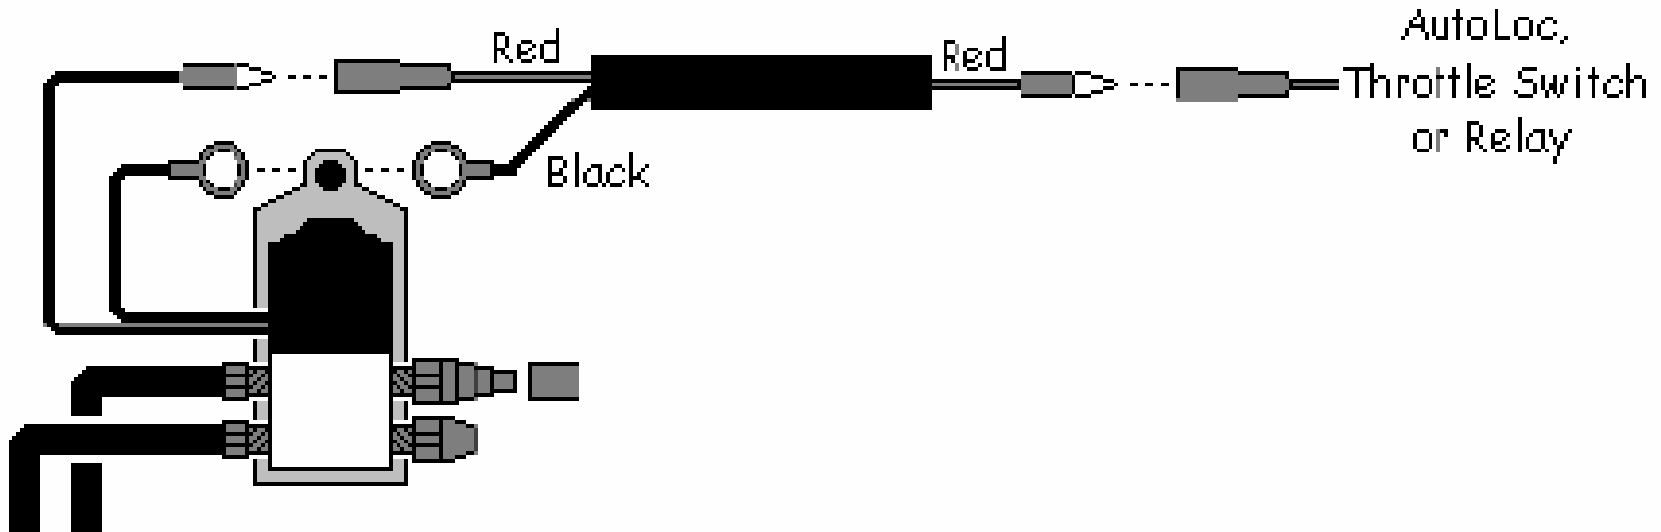 Red
Red
AutoLoc,
Throttle Switch
or Relay
Black